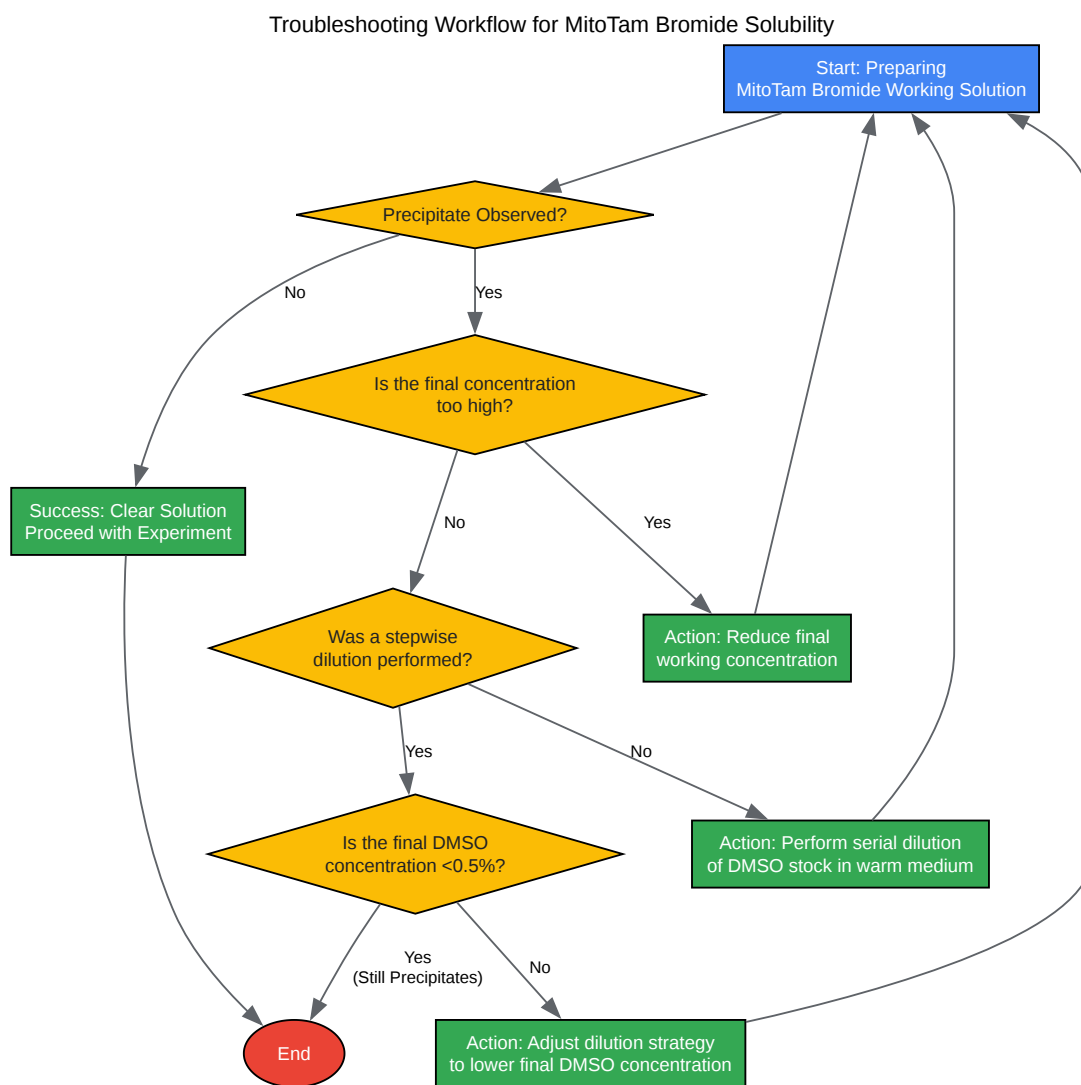 Troubleshooting Workflow for MitoTam Bromide Solubility
Start: Preparing
MitoTam Bromide Working Solution
Precipitate Observed?
No
Yes
Is the final concentration
too high?
Success: Clear Solution
Proceed with Experiment
No
Yes
Was a stepwise
dilution performed?
Action: Reduce final
working concentration
Yes
No
Is the final DMSO
concentration <0.5%?
Action: Perform serial dilution
of DMSO stock in warm medium
Yes
(Still Precipitates)
No
End
Action: Adjust dilution strategy
to lower final DMSO concentration